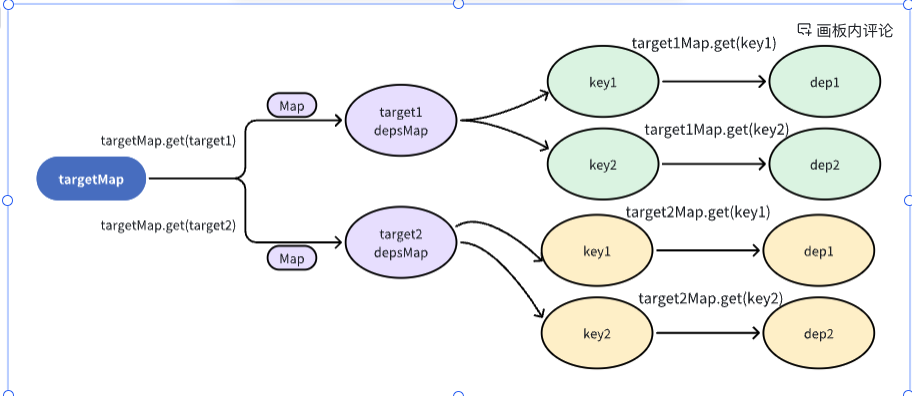 画板内评论
target1Map.get(key1)
Map
key1
dep1
target1
depsMap
targetMap.get(target1)
target1Map.get(key2)
key2
dep2
targetMap
targetMap.get(target2)
target2Map.get(key1)
target2
depsMap
key1
dep1
Map
target2Map.get(key2)
key2
dep2